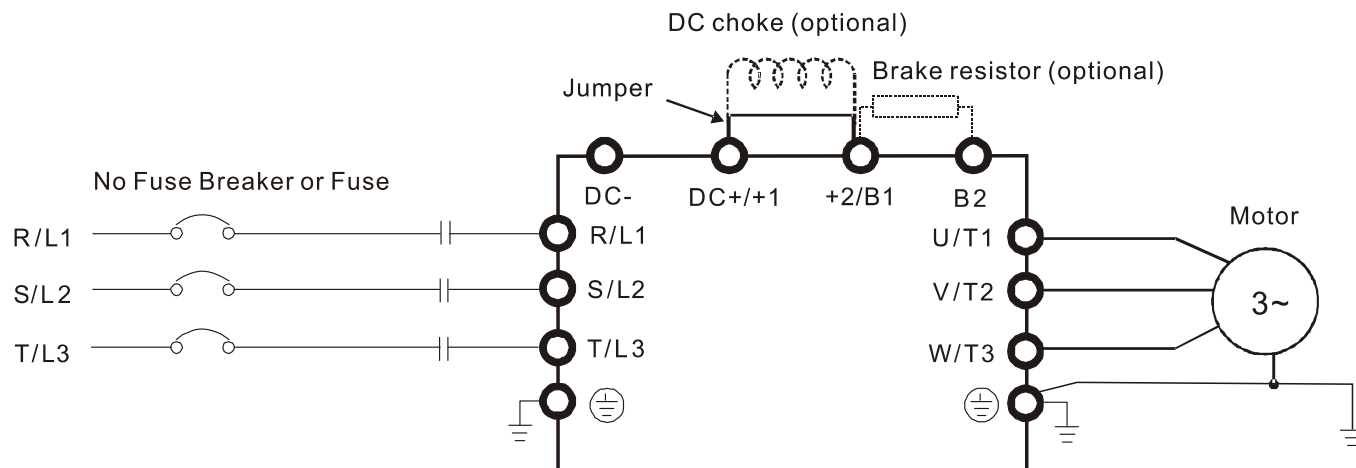 DC choke (optional)
Brake resistor (optional)
Jumper
No Fuse Breaker or Fuse
DC-
DC+/+1
+2/B1
B2
Motor
R/L1
R/L1
U/T1
S/L2
S/L2
V/T2
3~
T/L3
T/L3
W/T3